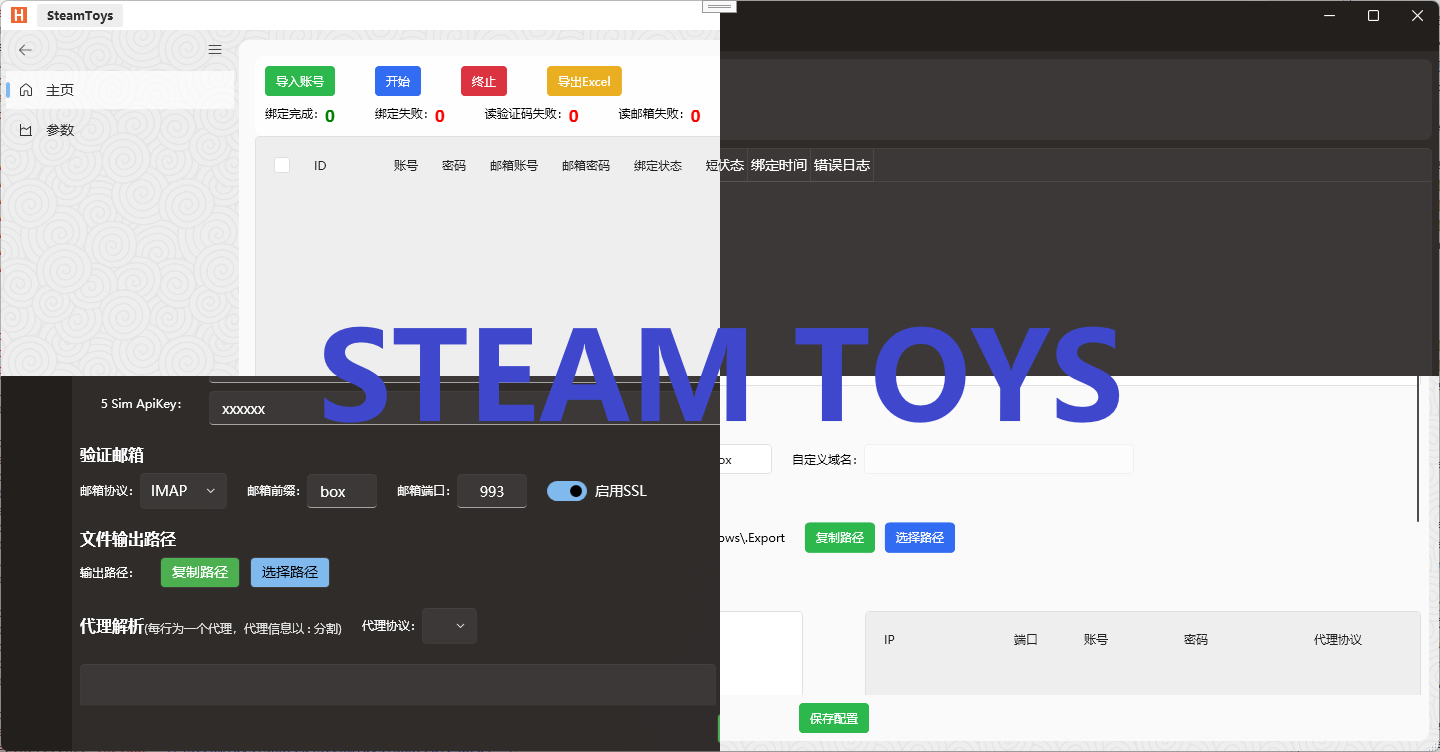 SteamToys
主页
参数
导入账号 开始 终止 导出Excel
绑定完成: 0 绑定失败: 0 读验证码失败: 0 读邮箱失败: 0
ID 账号 密码 邮箱账号 邮箱密码 绑定状态 短状态 绑定时间 错误日志
STEAM TOYS
5 Sim ApiKey: xxxxxx
验证邮箱
邮箱协议: IMAP 邮箱前缀: box 邮箱端口: 993 启用SSL
ox 自定义域名:
文件输出路径
输出路径: 复制路径 选择路径
ows\.Export 复制路径 选择路径
代理解析(每行为一个代理，代理信息以 : 分割) 代理协议:
IP 端口 账号 密码 代理协议
保存配置